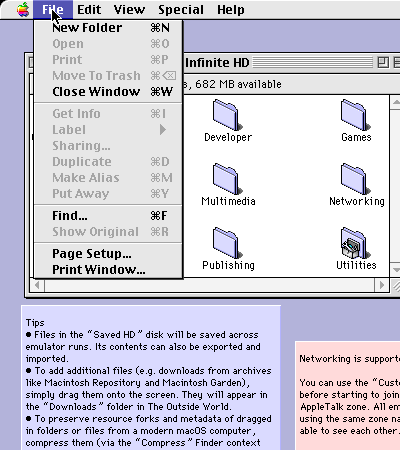 File Edit View Special Help
New Folder ⌘N
Open ⌘O
Print ⌘P
Move To Trash ⌘⌫
Close Window ⌘W
Get Info ⌘I
Label
Sharing...
Duplicate ⌘D
Make Alias ⌘M
Put Away ⌘Y
Find... ⌘F
Show Original ⌘R
Page Setup...
Print Window...
Infinite HD
, 682 MB available
Developer Games
Multimedia Networking
Publishing Utilities
Tips
● Files in the “Saved HD” disk will be saved across
emulator runs. Its contents can also be exported and
imported.
● To add additional files (e.g. downloads from archives
like Macintosh Repository and Macintosh Garden),
simply drag them onto the screen. They will appear
in the “Downloads” folder in The Outside World.
● To preserve resource forks and metadata of dragged
in folders or files from a modern macOS computer,
compress them (via the “Compress” Finder context
Networking is supporte
You can use the “Custo
before starting to join
AppleTalk zone. All em
using the same zone na
able to see each other.